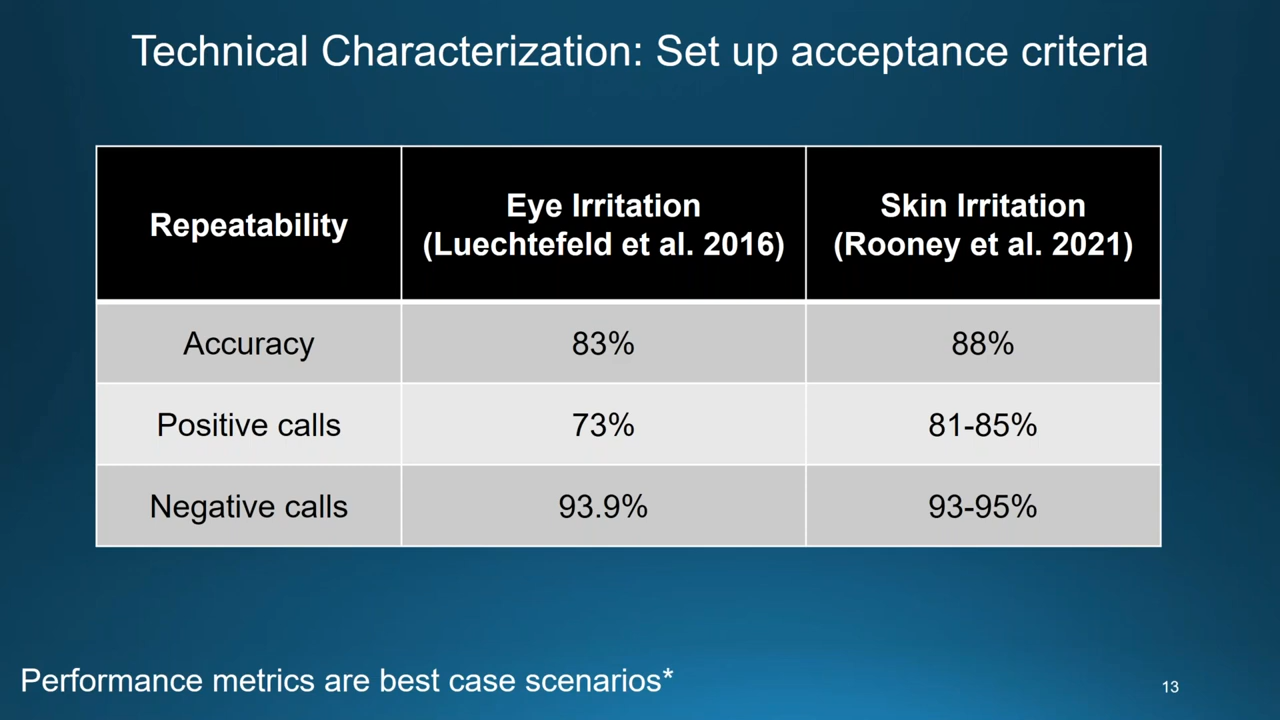 Technical Characterization: Set up acceptance criteria
Repeatability
Eye Irritation
(Luechtefeld et al. 2016)
Skin Irritation
(Rooney et al. 2021)
Accuracy 83% 88%
Positive calls 73% 81-85%
Negative calls 93.9% 93-95%
Performance metrics are best case scenarios*
13